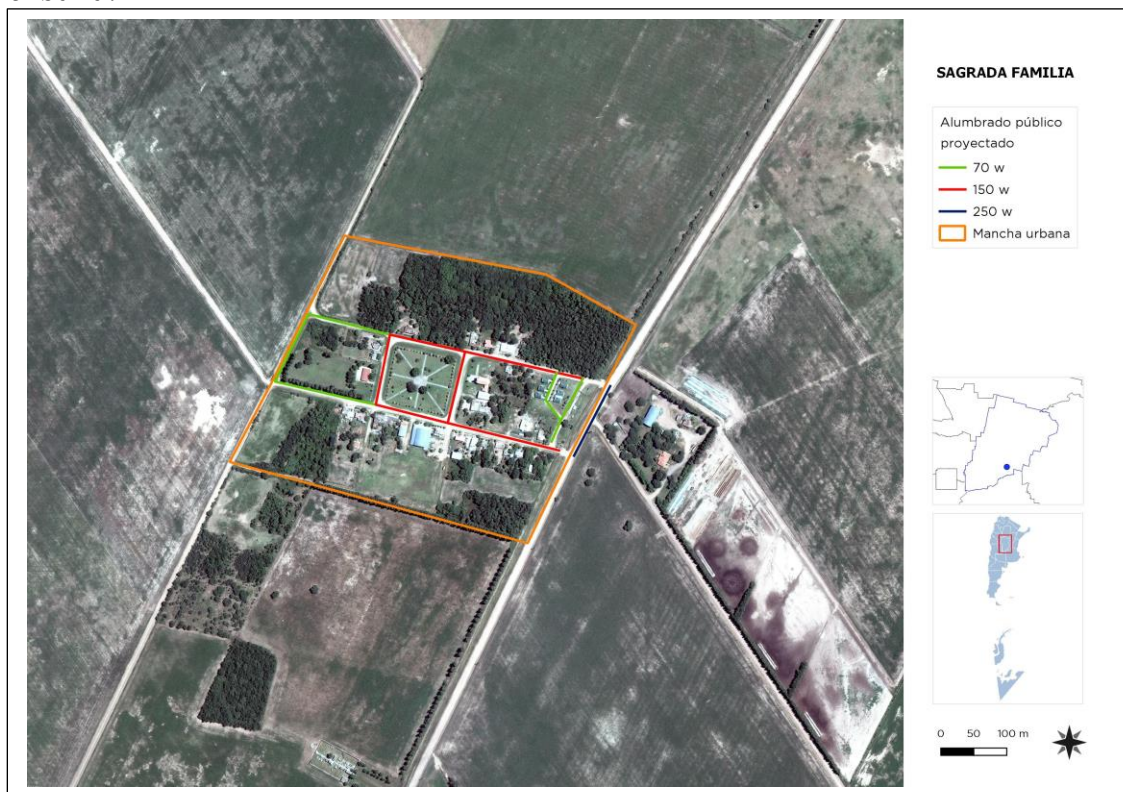 SAGRADA FAMILIA
Alumbrado público
proyectado
70 w
150 w
250 w
Mancha urbana
0 50 100 m